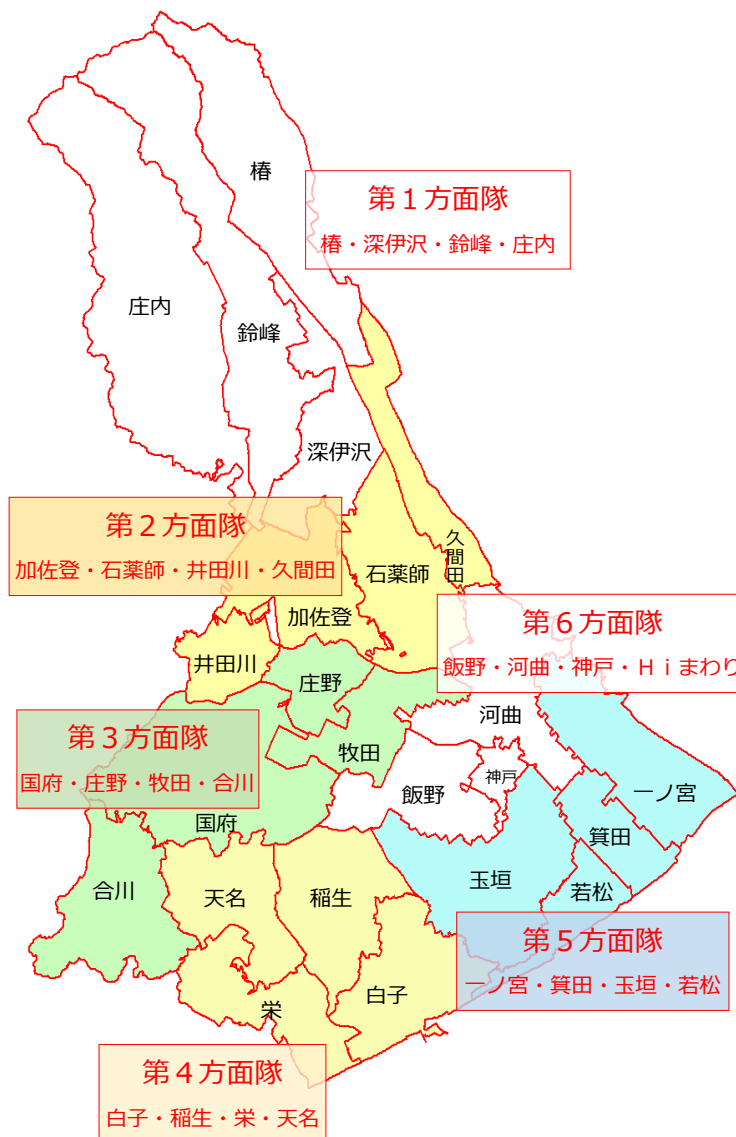 椿
第１方面隊
椿・深伊沢・鈴峰・庄内
庄内
鈴峰
深伊沢
第２方面隊
加佐登・石薬師・井田川・久間田
久間田
石薬師
加佐登
井田川
第６方面隊
飯野・河曲・神戸・Ｈｉまわり
庄野
河曲
第３方面隊
国府・庄野・牧田・合川
牧田
神戸
飯野
一ノ宮
国府
箕田
玉垣
合川
天名
稲生
若松
第５方面隊
一ノ宮・箕田・玉垣・若松
白子
栄
第４方面隊
白子・稲生・栄・天名